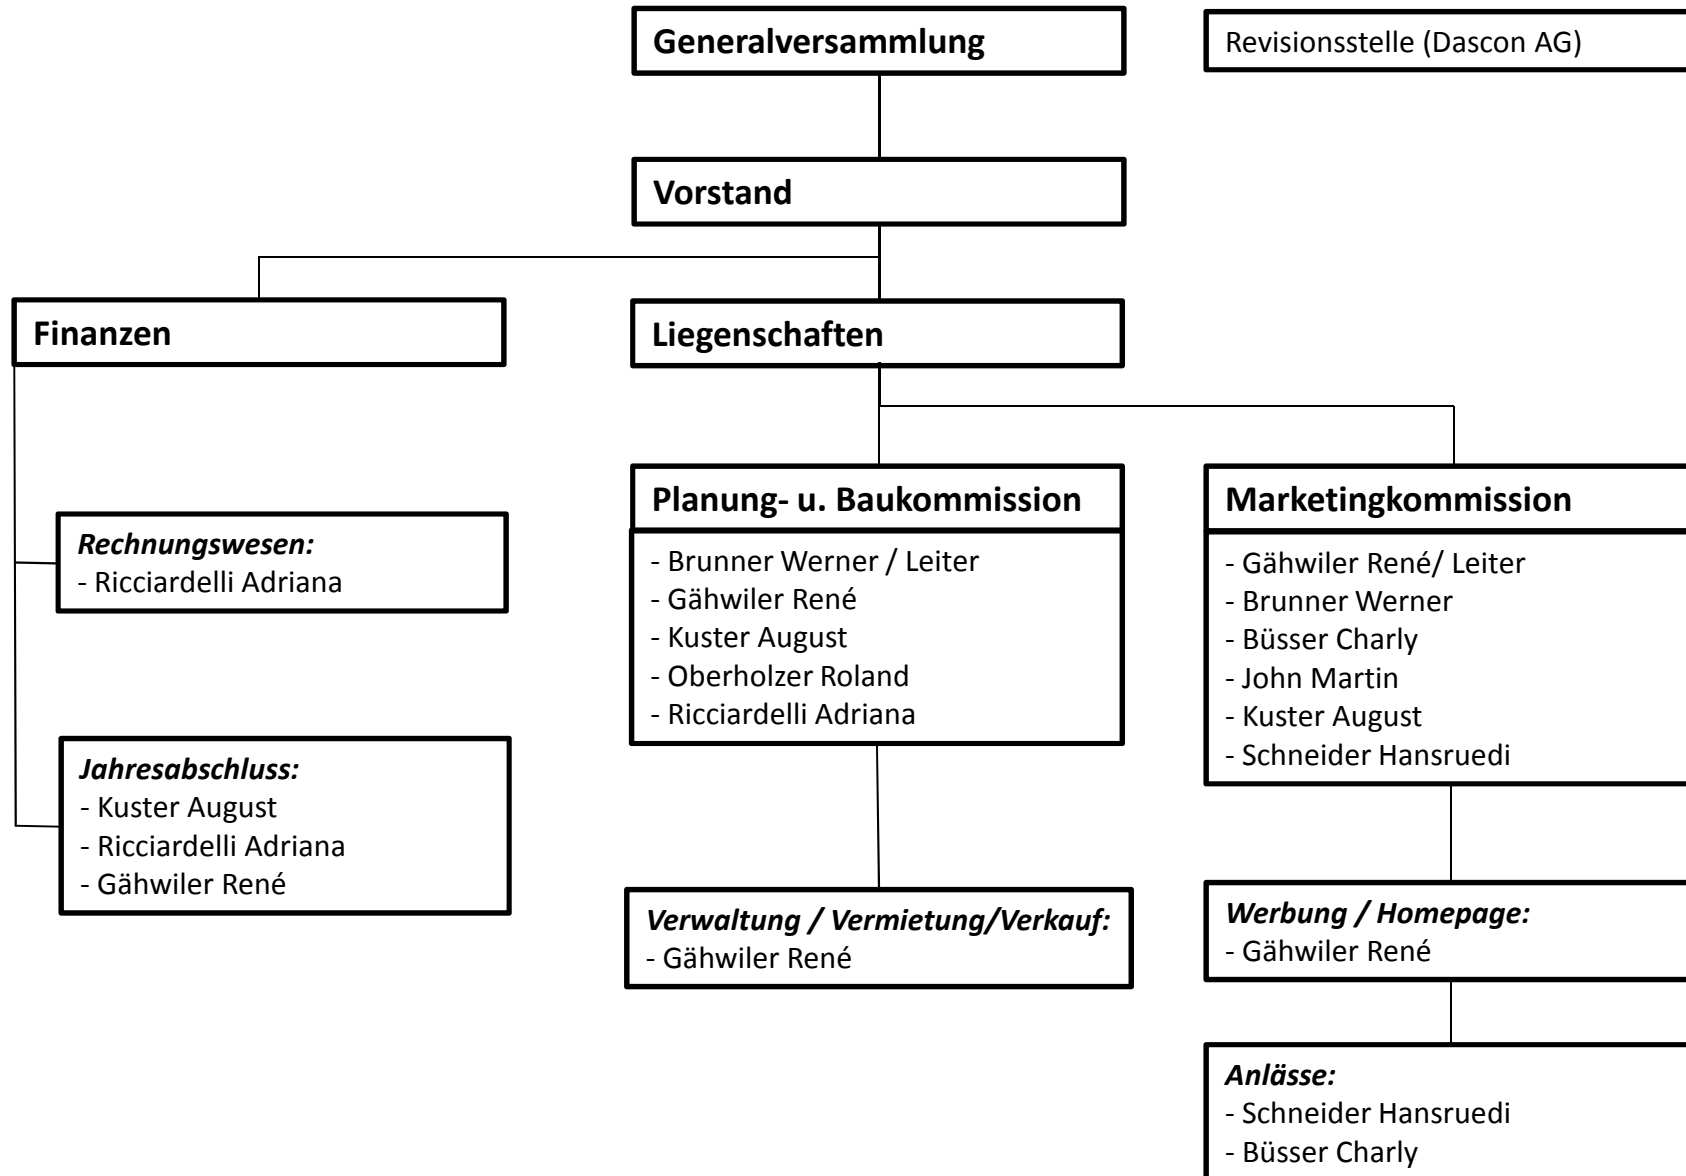 Generalversammlung
Revisionsstelle (Dascon AG)
Vorstand
Finanzen
Liegenschaften
Rechnungswesen:
- Ricciardelli Adriana
Jahresabschluss:
- Kuster August
- Ricciardelli Adriana
- Gähwiler René
Planung- u. Baukommission
- Brunner Werner / Leiter
- Gähwiler René
- Kuster August
- Oberholzer Roland
- Ricciardelli Adriana
Verwaltung / Vermietung/Verkauf:
- Gähwiler René
Marketingkommission
- Gähwiler René/ Leiter
- Brunner Werner
- Büsser Charly
- John Martin
- Kuster August
- Schneider Hansruedi
Werbung / Homepage:
- Gähwiler René
Anlässe:
- Schneider Hansruedi
- Büsser Charly